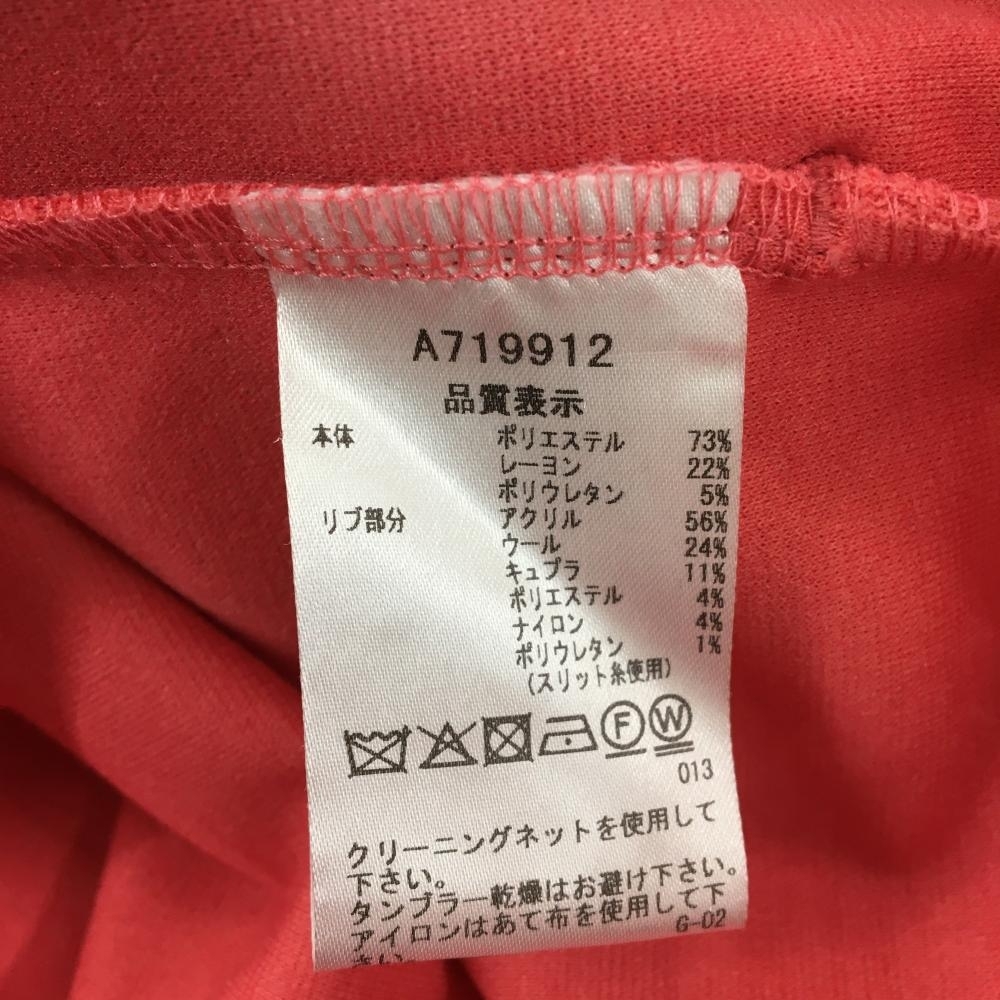 A719912
品質表示
本体 ポリエステル 73%
レーヨン 22%
ポリウレタン 5%
リブ部分 アクリル 56%
ウール 24%
キュプラ 11%
ポリエステル 4%
ナイロン 4%
ポリウレタン 1%
(スリット糸使用)
F W
013
クリーニングネットを使用して
下さい。
タンブラー乾燥はお避け下さい。
アイロンはあて布を使用して下
さい。
G-02